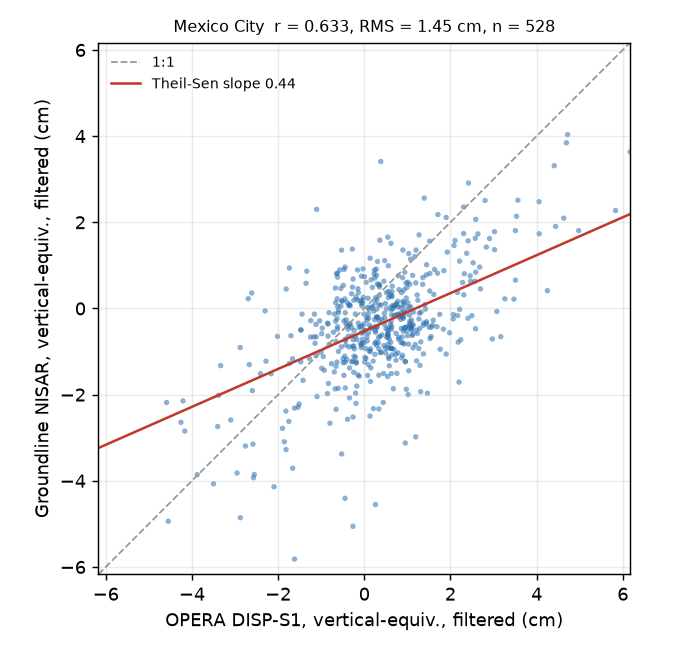 Mexico City  r = 0.633, RMS = 1.45 cm, n = 528
1:1
Theil-Sen slope 0.44
Groundline NISAR, vertical-equiv., filtered (cm)
6
4
2
0
−2
−4
−6
−6 −4 −2 0 2 4 6
OPERA DISP-S1, vertical-equiv., filtered (cm)